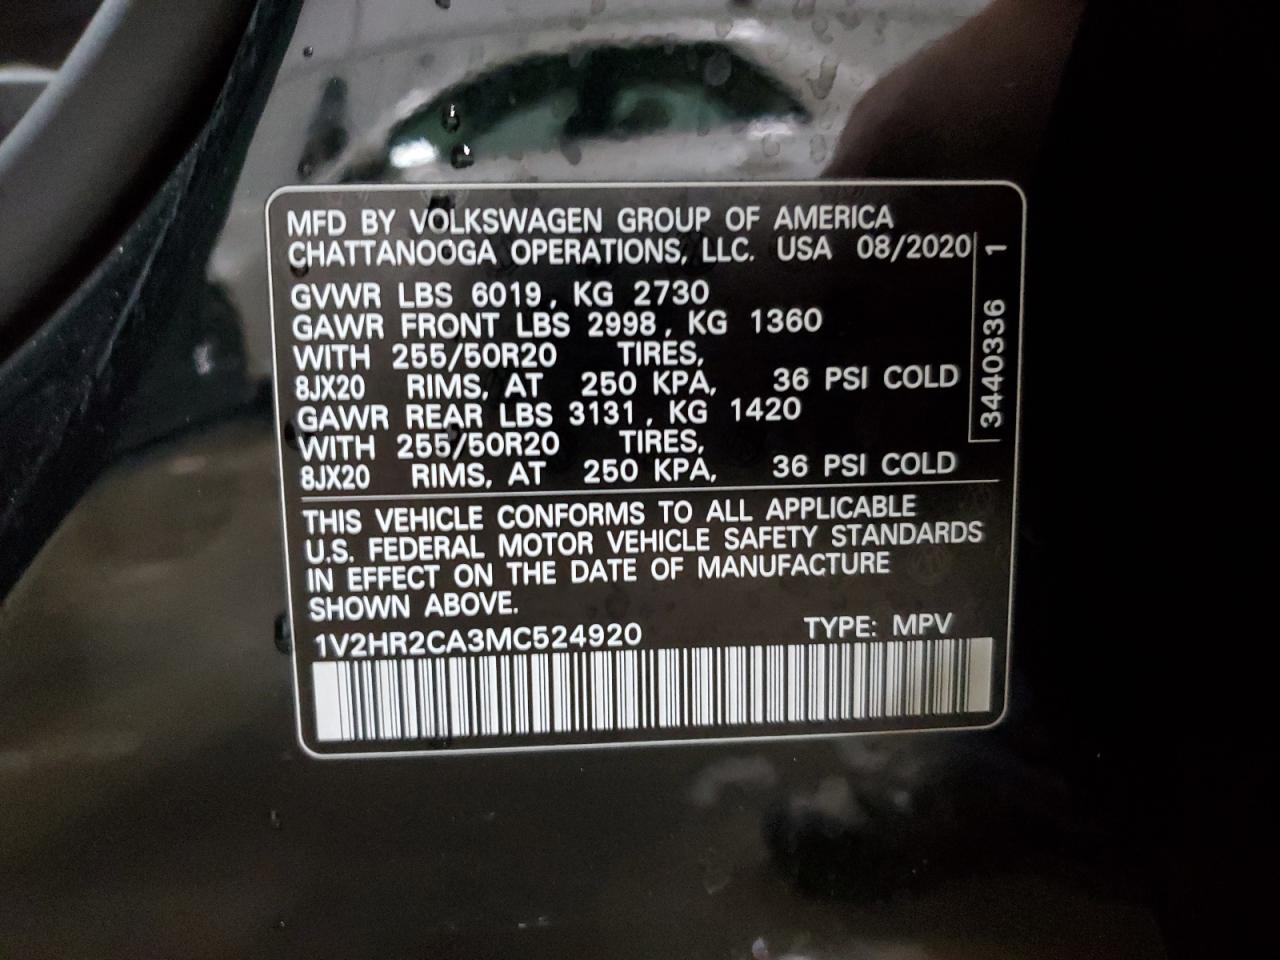 MFD BY VOLKSWAGEN GROUP OF AMERICA
CHATTANOOGA OPERATIONS, LLC. USA 08/2020
GVWR LBS 6019, KG 2730
GAWR FRONT LBS 2998, KG 1360
WITH 255/50R20 TIRES,
8JX20 RIMS, AT 250 KPA, 36 PSI COLD
GAWR REAR LBS 3131, KG 1420
WITH 255/50R20 TIRES,
8JX20 RIMS, AT 250 KPA, 36 PSI COLD
3440336 1
THIS VEHICLE CONFORMS TO ALL APPLICABLE
U.S. FEDERAL MOTOR VEHICLE SAFETY STANDARDS
IN EFFECT ON THE DATE OF MANUFACTURE
SHOWN ABOVE.
1V2HR2CA3MC524920 TYPE: MPV